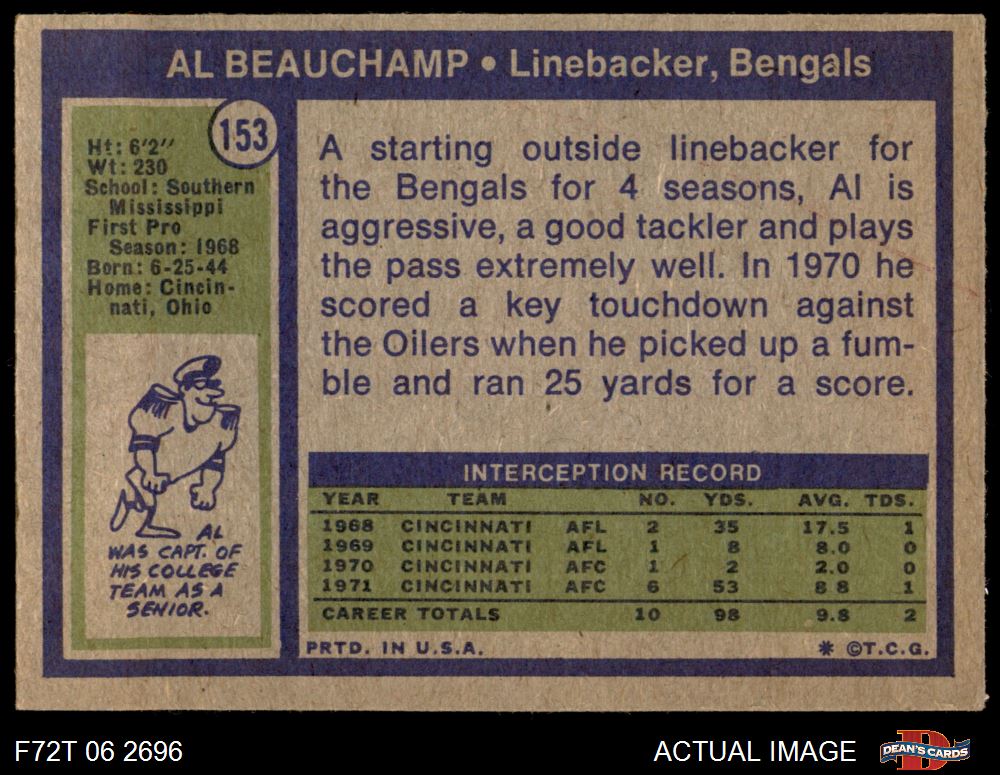 AL BEAUCHAMP • Linebacker, Bengals
153
Ht: 6'2"
Wt: 230
School: Southern
Mississippi
First Pro
Season: 1968
Born: 6-25-44
Home: Cincin-
nati, Ohio
AL
WAS CAPT. OF
HIS COLLEGE
TEAM AS A
SENIOR.
A starting outside linebacker for
the Bengals for 4 seasons, Al is
aggressive, a good tackler and plays
the pass extremely well. In 1970 he
scored a key touchdown against
the Oilers when he picked up a fum-
ble and ran 25 yards for a score.
INTERCEPTION RECORD
YEAR TEAM NO. YDS. AVG. TDS.
1968 CINCINNATI AFL 2 35 17.5 1
1969 CINCINNATI AFL 1 8 8.0 0
1970 CINCINNATI AFC 1 2 2.0 0
1971 CINCINNATI AFC 6 53 8 8 1
CAREER TOTALS 10 98 9.8 2
PRTD. IN U.S.A. * ©T.C.G.
F72T 06 2696 ACTUAL IMAGE
D
DEAN'S CARDS